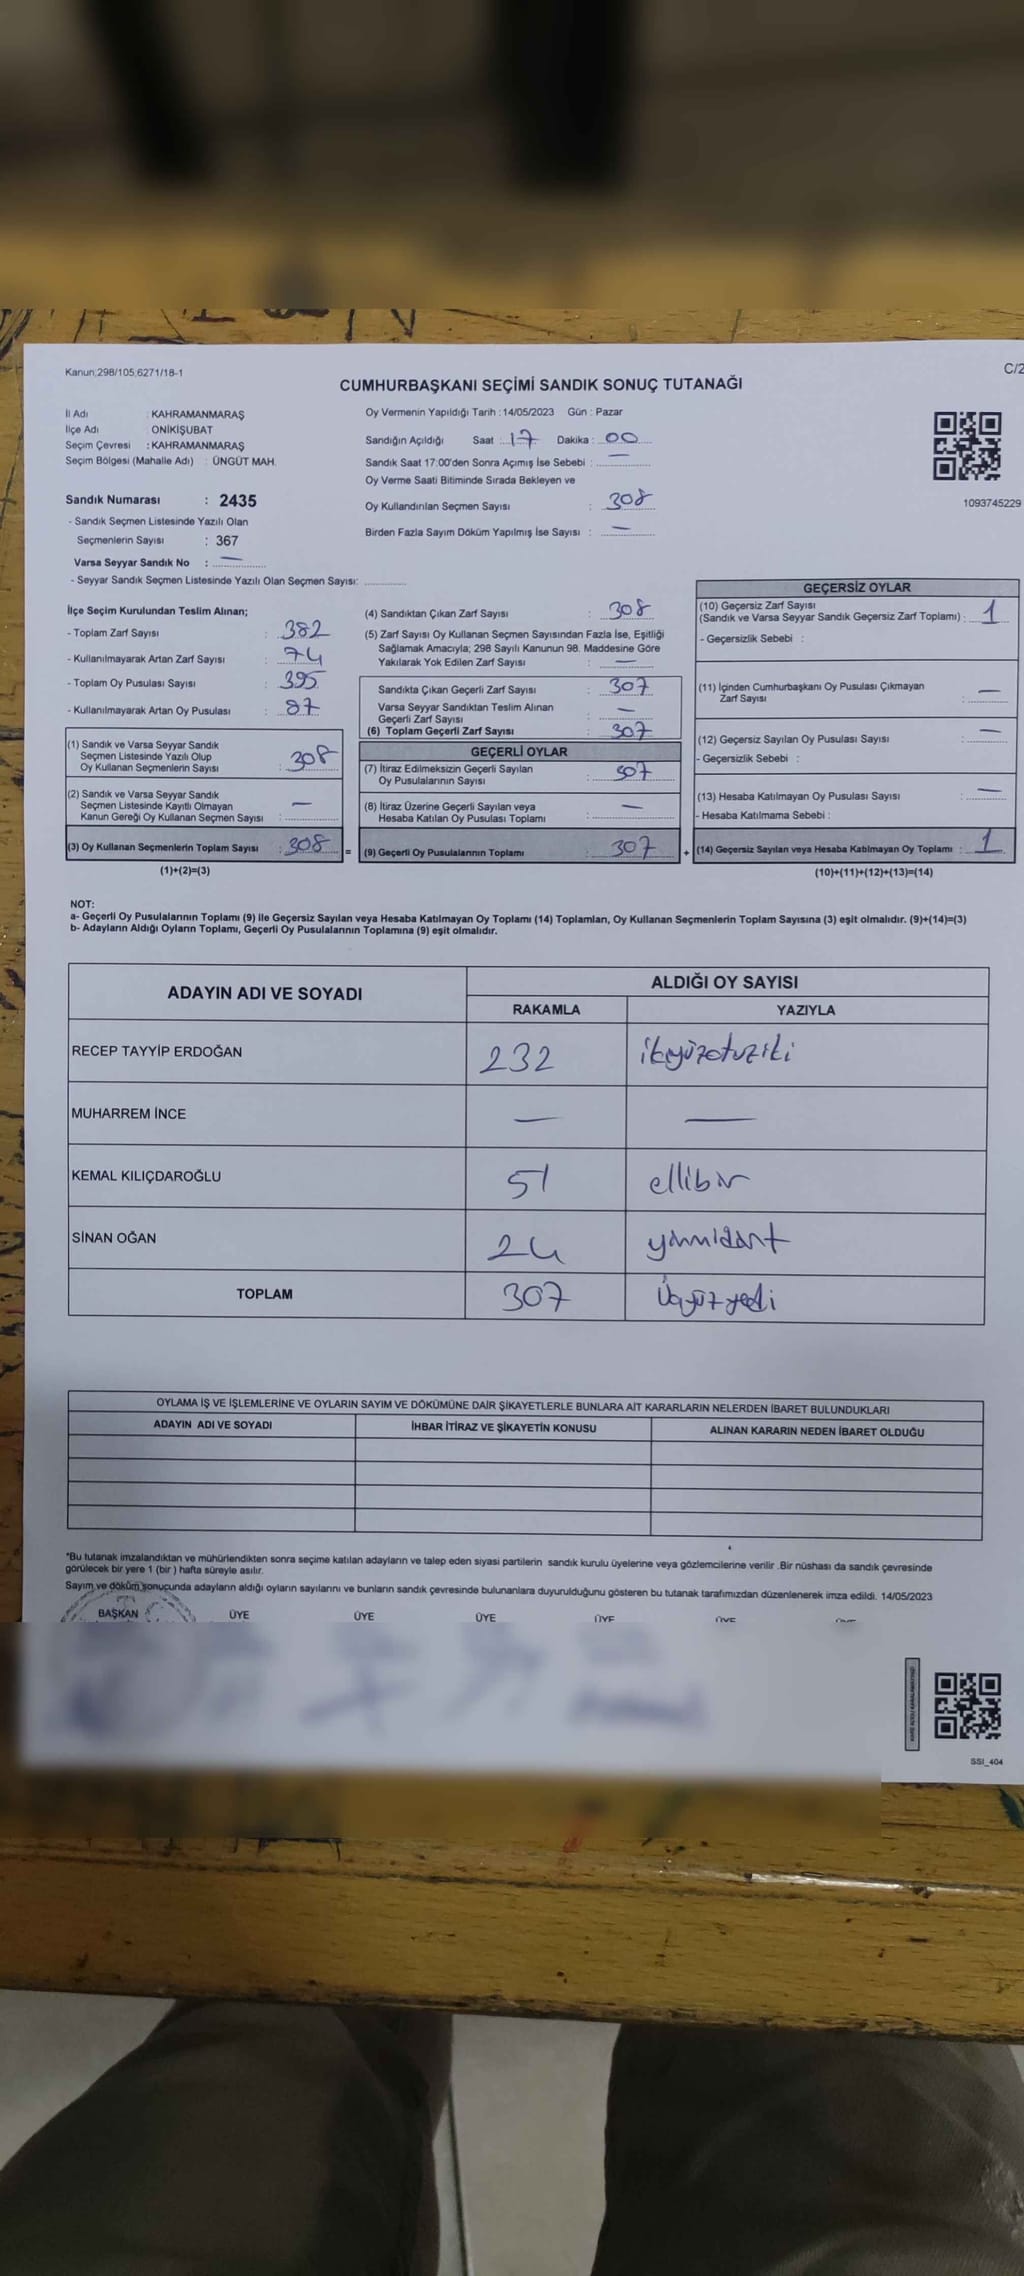 Kanun;298/105,6271/18-1
C/2
CUMHURBAŞKANI SEÇİMİ SANDIK SONUÇ TUTANAĞI
İl Adı : KAHRAMANMARAŞ
İlçe Adı : ONİKİŞUBAT
Seçim Çevresi : KAHRAMANMARAŞ
Seçim Bölgesi (Mahalle Adı) : ÜNGÜT MAH.
Sandık Numarası : 2435
- Sandık Seçmen Listesinde Yazılı Olan
Seçmenlerin Sayısı : 367
Varsa Seyyar Sandık No : —
- Seyyar Sandık Seçmen Listesinde Yazılı Olan Seçmen Sayısı:
Oy Vermenin Yapıldığı Tarih : 14/05/2023 Gün : Pazar
Sandığın Açıldığı Saat : 17 Dakika : 00
Sandık Saat 17:00'den Sonra Açımış İse Sebebi : —
Oy Verme Saati Bitiminde Sırada Bekleyen ve
Oy Kullandırılan Seçmen Sayısı : 308
Birden Fazla Sayım Döküm Yapılmış İse Sayısı : —
1093745229
İlçe Seçim Kurulundan Teslim Alınan;
- Toplam Zarf Sayısı : 382
- Kullanılmayarak Artan Zarf Sayısı : 74
- Toplam Oy Pusulası Sayısı : 395
- Kullanılmayarak Artan Oy Pusulası : 87
(1) Sandık ve Varsa Seyyar Sandık
Seçmen Listesinde Yazılı Olup
Oy Kullanan Seçmenlerin Sayısı : 308
(2) Sandık ve Varsa Seyyar Sandık
Seçmen Listesinde Kayıtlı Olmayan
Kanun Gereği Oy Kullanan Seçmen Sayısı : —
(3) Oy Kullanan Seçmenlerin Toplam Sayısı : 308
(1)+(2)=(3)
(4) Sandıktan Çıkan Zarf Sayısı : 308
(5) Zarf Sayısı Oy Kullanan Seçmen Sayısından Fazla İse, Eşitliği
Sağlamak Amacıyla; 298 Sayılı Kanunun 98. Maddesine Göre
Yakılarak Yok Edilen Zarf Sayısı : —
Sandıkta Çıkan Geçerli Zarf Sayısı : 307
Varsa Seyyar Sandıktan Teslim Alınan
Geçerli Zarf Sayısı : —
(6) Toplam Geçerli Zarf Sayısı : 307
GEÇERLİ OYLAR
(7) İtiraz Edilmeksizin Geçerli Sayılan
Oy Pusulalarının Sayısı : 307
(8) İtiraz Üzerine Geçerli Sayılan veya
Hesaba Katılan Oy Pusulası Toplamı : —
= (9) Geçerli Oy Pusulalarının Toplamı : 307
GEÇERSİZ OYLAR
(10) Geçersiz Zarf Sayısı
(Sandık ve Varsa Seyyar Sandık Geçersiz Zarf Toplamı) : 1
- Geçersizlik Sebebi :
(11) İçinden Cumhurbaşkanı Oy Pusulası Çıkmayan
Zarf Sayısı : —
(12) Geçersiz Sayılan Oy Pusulası Sayısı : —
- Geçersizlik Sebebi :
(13) Hesaba Katılmayan Oy Pusulası Sayısı : —
- Hesaba Katılmama Sebebi :
+ (14) Geçersiz Sayılan veya Hesaba Katılmayan Oy Toplamı : 1
(10)+(11)+(12)+(13)=(14)
NOT:
a- Geçerli Oy Pusulalarının Toplamı (9) ile Geçersiz Sayılan veya Hesaba Katılmayan Oy Toplamı (14) Toplamları, Oy Kullanan Seçmenlerin Toplam Sayısına (3) eşit olmalıdır. (9)+(14)=(3)
b- Adayların Aldığı Oyların Toplamı, Geçerli Oy Pusulalarının Toplamına (9) eşit olmalıdır.
ADAYIN ADI VE SOYADI ALDIĞI OY SAYISI
RAKAMLA YAZIYLA
RECEP TAYYİP ERDOĞAN 232 ikiyüzotuziki
MUHARREM İNCE — —
KEMAL KILIÇDAROĞLU 51 ellibir
SİNAN OĞAN 24 yirmidört
TOPLAM 307 Üçyüzyedi
OYLAMA İŞ VE İŞLEMLERİNE VE OYLARIN SAYIM VE DÖKÜMÜNE DAİR ŞİKAYETLERLE BUNLARA AİT KARARLARIN NELERDEN İBARET BULUNDUKLARI
ADAYIN ADI VE SOYADI İHBAR İTİRAZ VE ŞİKAYETİN KONUSU ALINAN KARARIN NEDEN İBARET OLDUĞU
*Bu tutanak imzalandıktan ve mühürlendikten sonra seçime katılan adayların ve talep eden siyasi partilerin sandık kurulu üyelerine veya gözlemcilerine verilir .Bir nüshası da sandık çevresinde
görülecek bir yere 1 (bir ) hafta süreyle asılır.
Sayım ve döküm sonucunda adayların aldığı oyların sayılarını ve bunların sandık çevresinde bulunanlara duyurulduğunu gösteren bu tutanak tarafımızdan düzenlenerek imza edildi. 14/05/2023
BAŞKAN ÜYE ÜYE ÜYE ÜYE ÜYE ÜYE
SSI_404